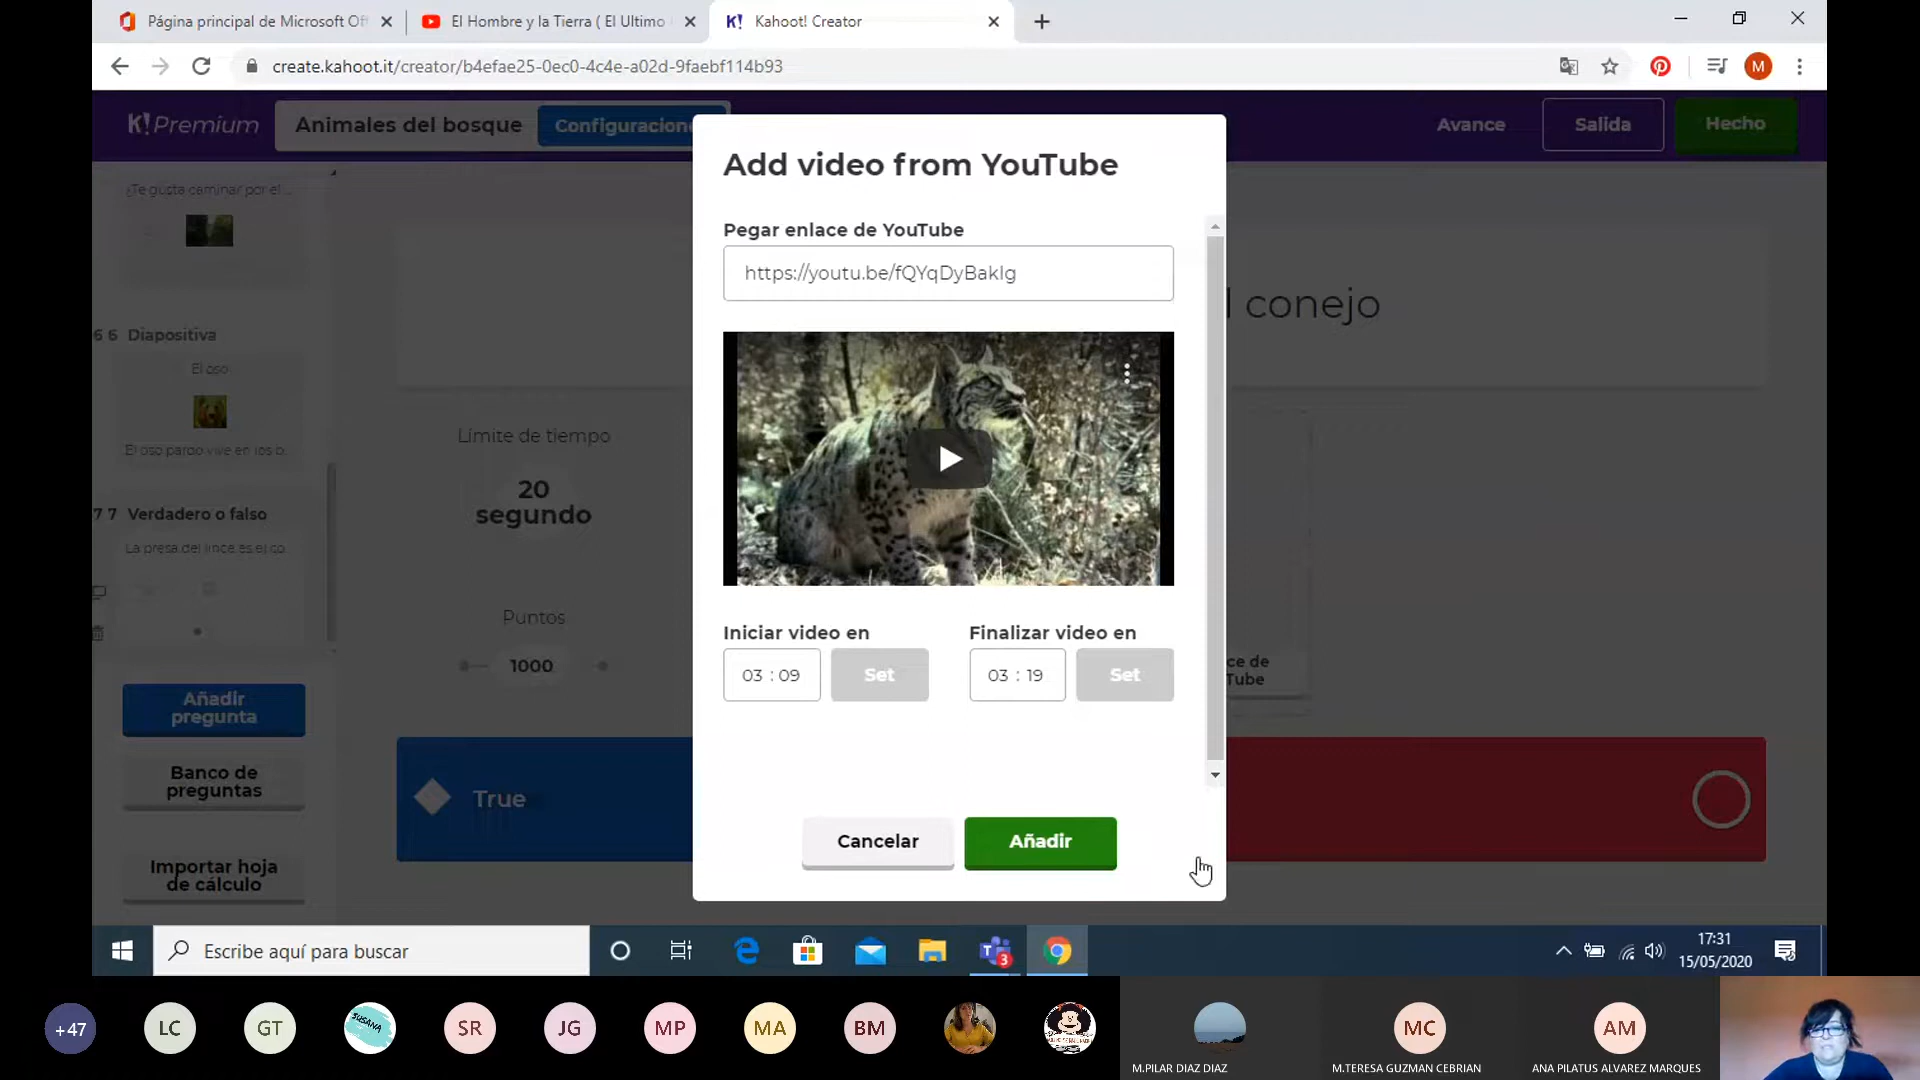 Página principal de Microsoft Of
El Hombre y la Tierra ( El Ultimo
K! Kahoot! Creator
create.kahoot.it/creator/b4efae25-0ec0-4c4e-a02d-9faebf114b93
M
K! Premium
Animales del bosque
Configuracione
Avance
Salida
Hecho
¿Te gusta caminar por el...
6 6 Diapositiva
El oso
El oso pardo vive en los b...
7 7 Verdadero o falso
La presa del lince es el co...
Añadir
pregunta
Banco de
preguntas
Importar hoja
de cálculo
Límite de tiempo
20
segundo
Puntos
1000
l conejo
ce de
Tube
True
Add video from YouTube
Pegar enlace de YouTube
https://youtu.be/fQYqDyBakIg
Iniciar video en
03 : 09
Set
Finalizar video en
03 : 19
Set
Cancelar
Añadir
Escribe aquí para buscar
3
17:31
15/05/2020
+47
LC
GT
SUSANA
SR
JG
MP
MA
BM
MC
AM
M.PILAR DIAZ DIAZ
M.TERESA GUZMAN CEBRIAN
ANA PILATUS ALVAREZ MARQUES